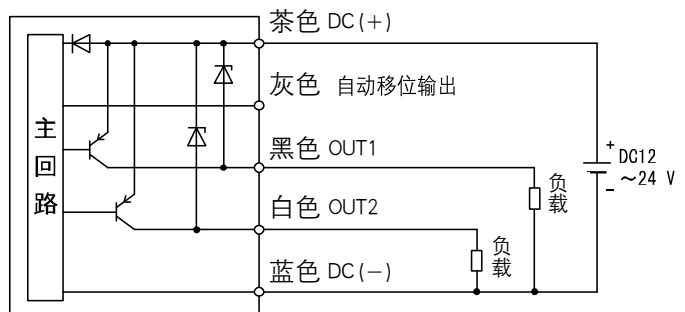 茶色 DC(+)
灰色 自动移位输出
主回路
黑色 OUT1
+
DC12
～24 V
−
负载
白色 OUT2
负载
蓝色 DC(−)